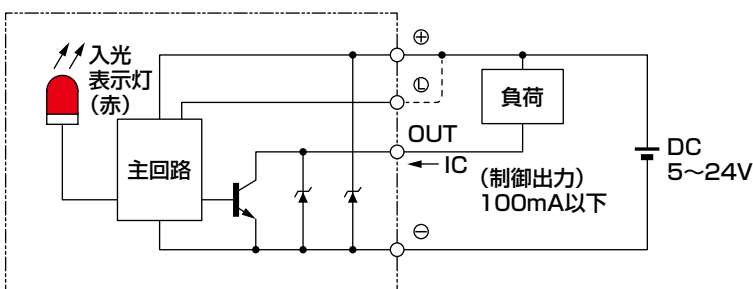 入光
表示灯
（赤）
主回路
⊕
Ⓛ
OUT
IC
（制御出力）
100mA以下
⊖
負荷
DC
5～24V